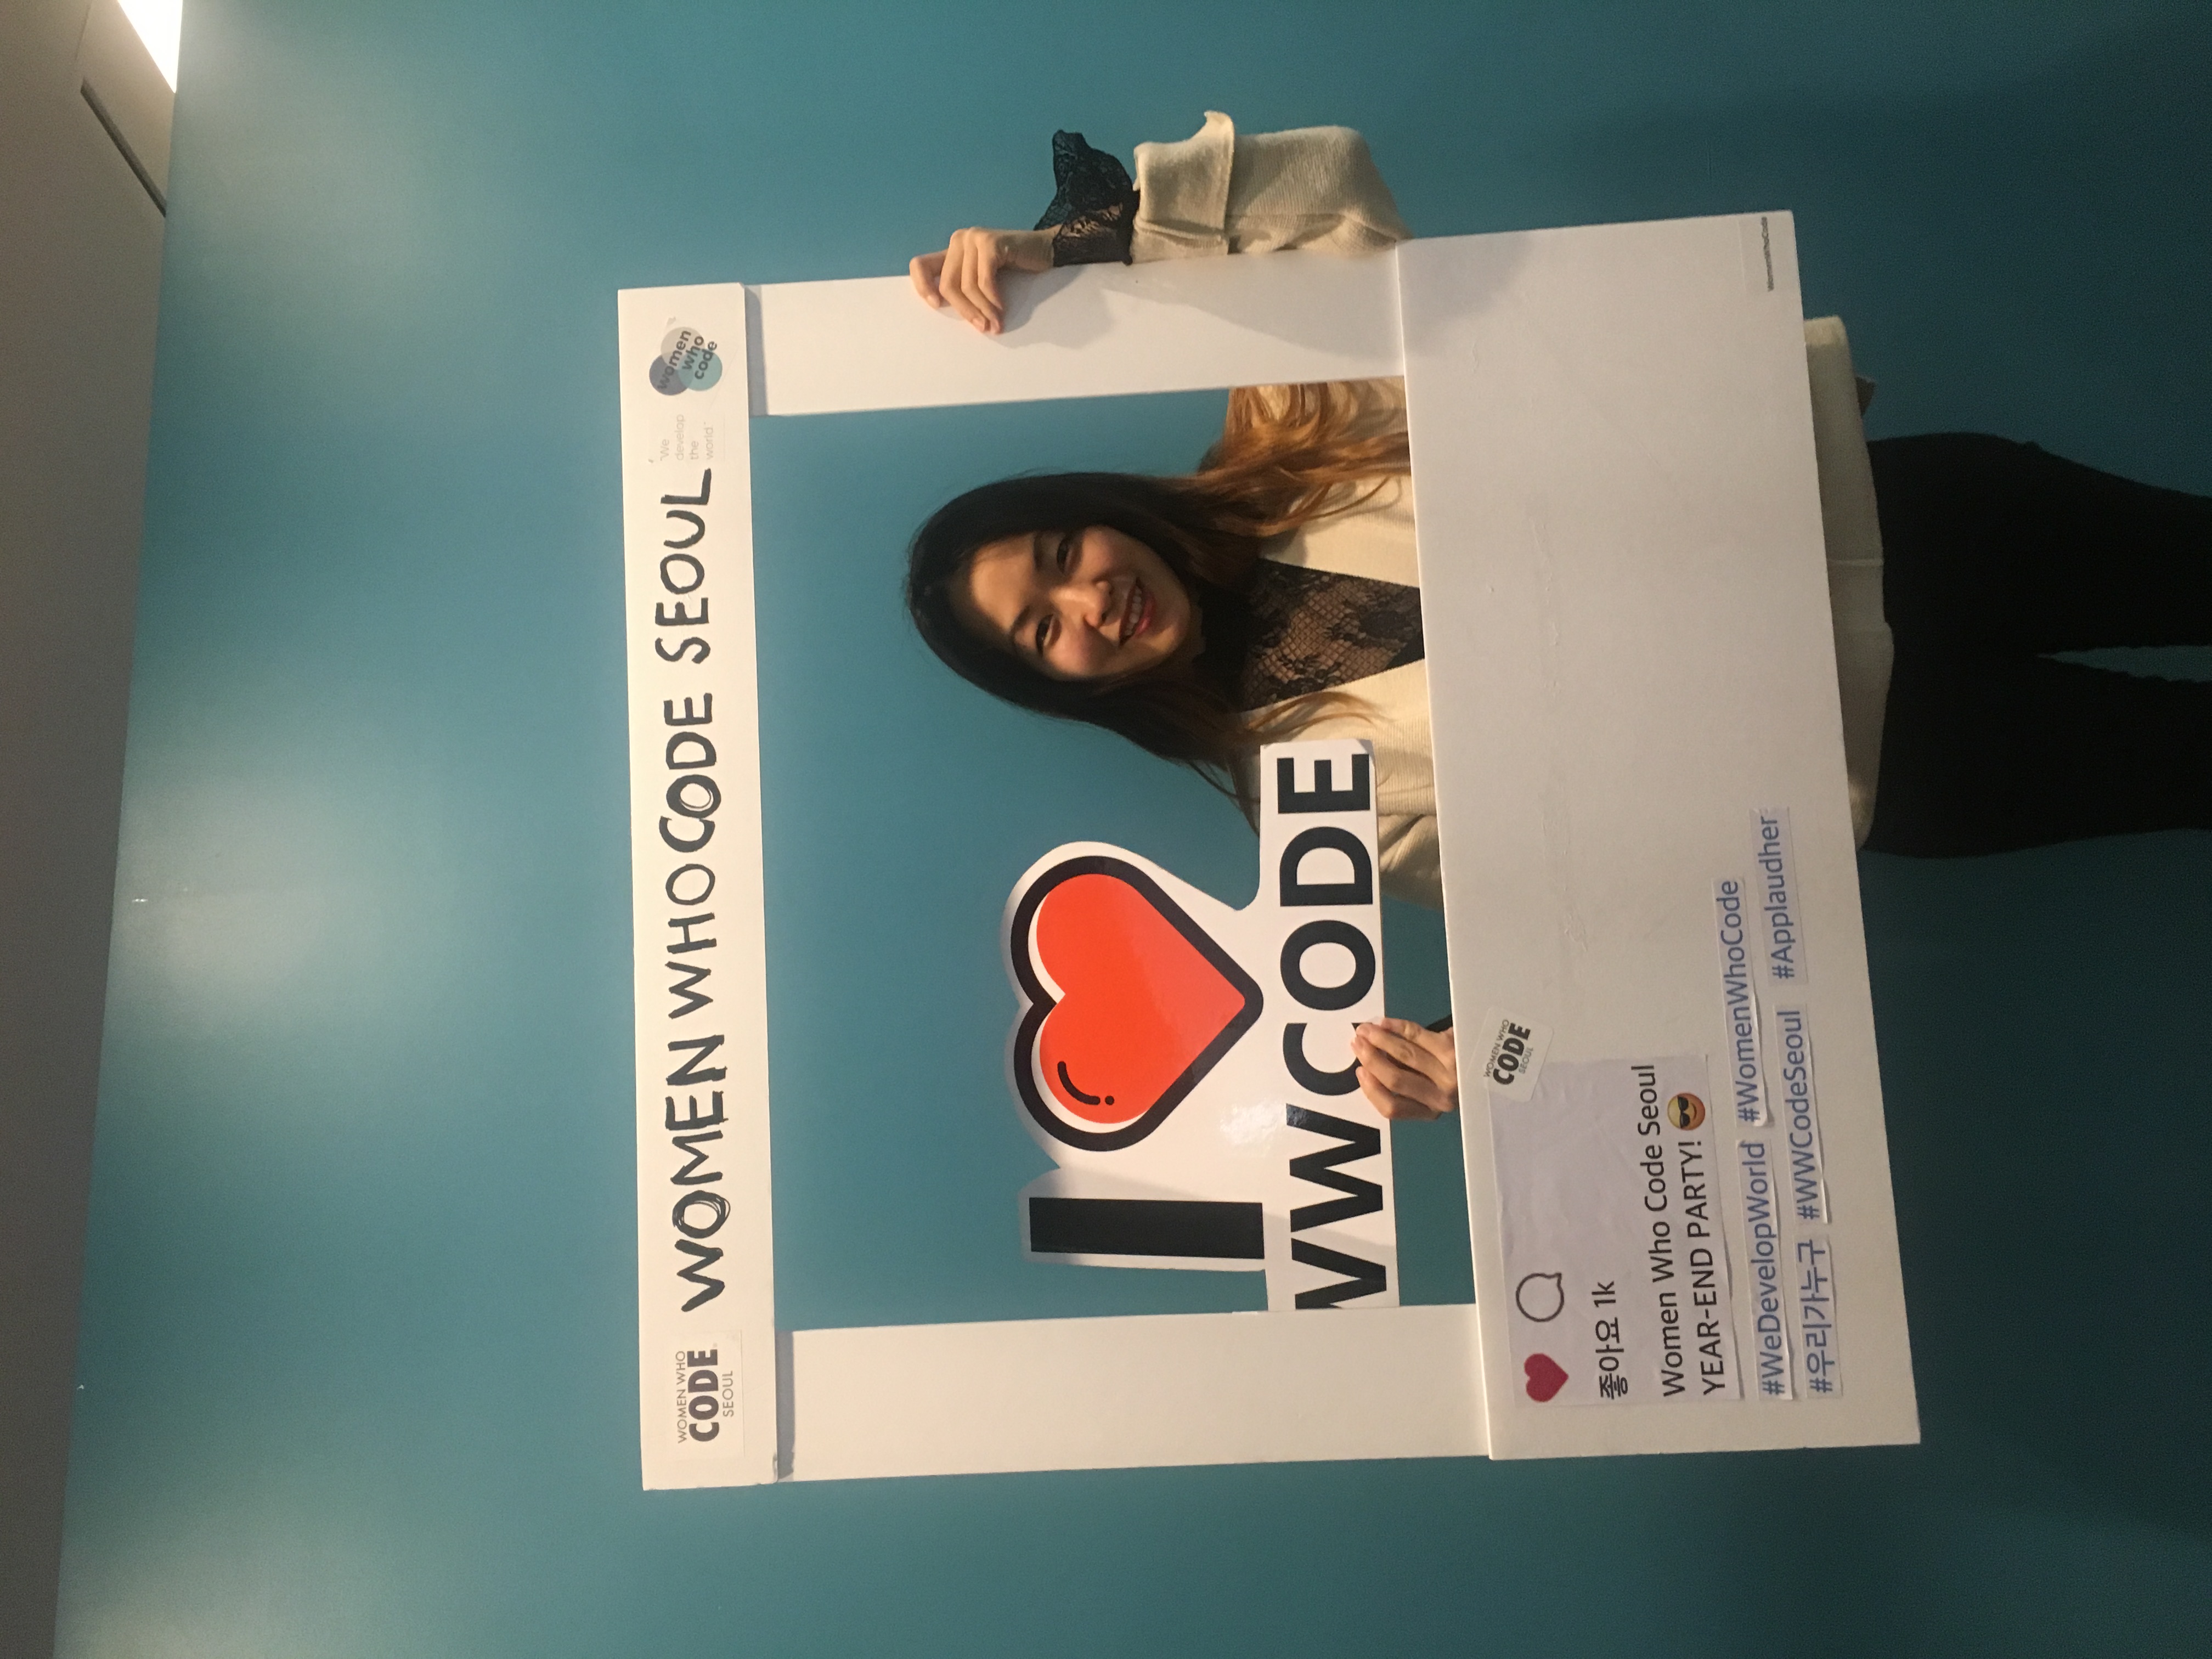 WOMEN WHO
CODE
SEOUL
WOMEN WHO CODE SEOUL
"We
develop
the
world"
women
who
code
I
WWCODE
WOMEN WHO
CODE
SEOUL
좋아요 1k
Women Who Code Seoul
YEAR-END PARTY! 😎
#WeDevelopWorld #WomenWhoCode
#우리가누구 #WWCodeSeoul #Applaudher
WomenWhoCode